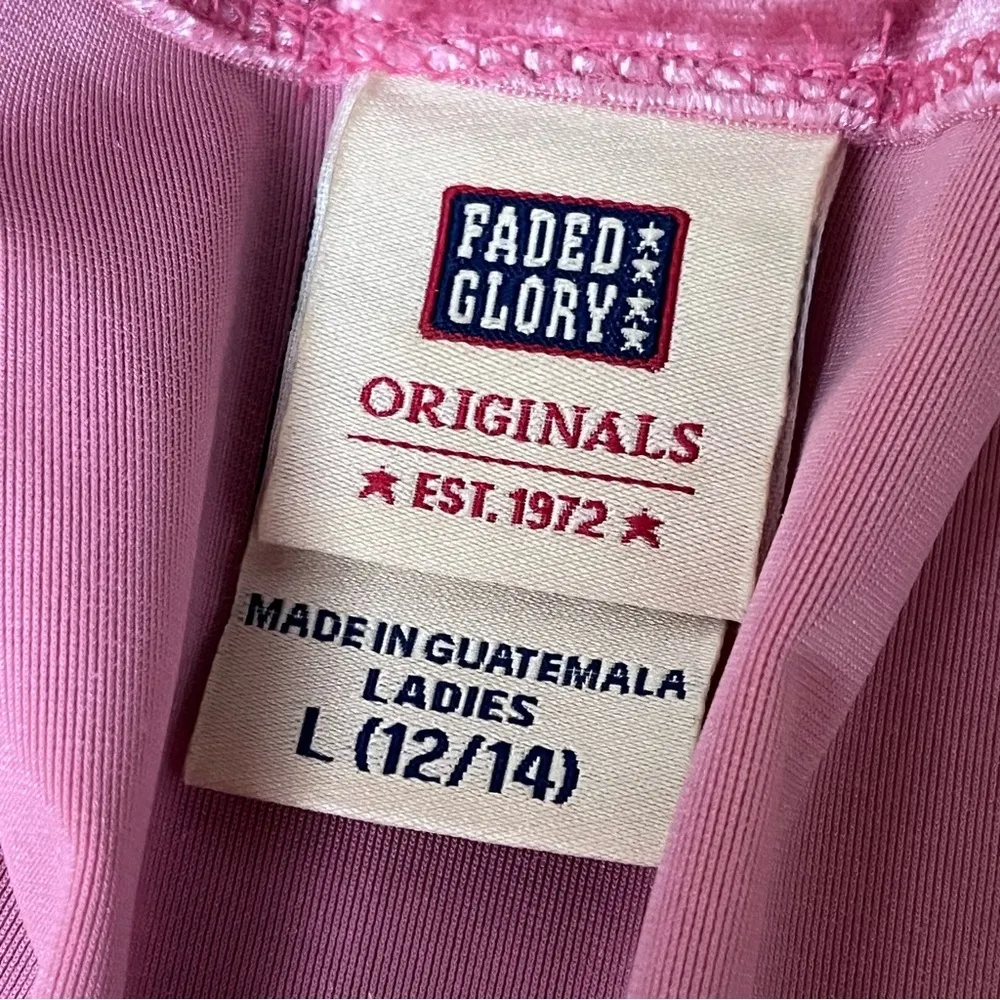 FADED
GLORY
ORIGINALS
EST. 1972
MADE IN GUATEMALA
LADIES
L (12/14)